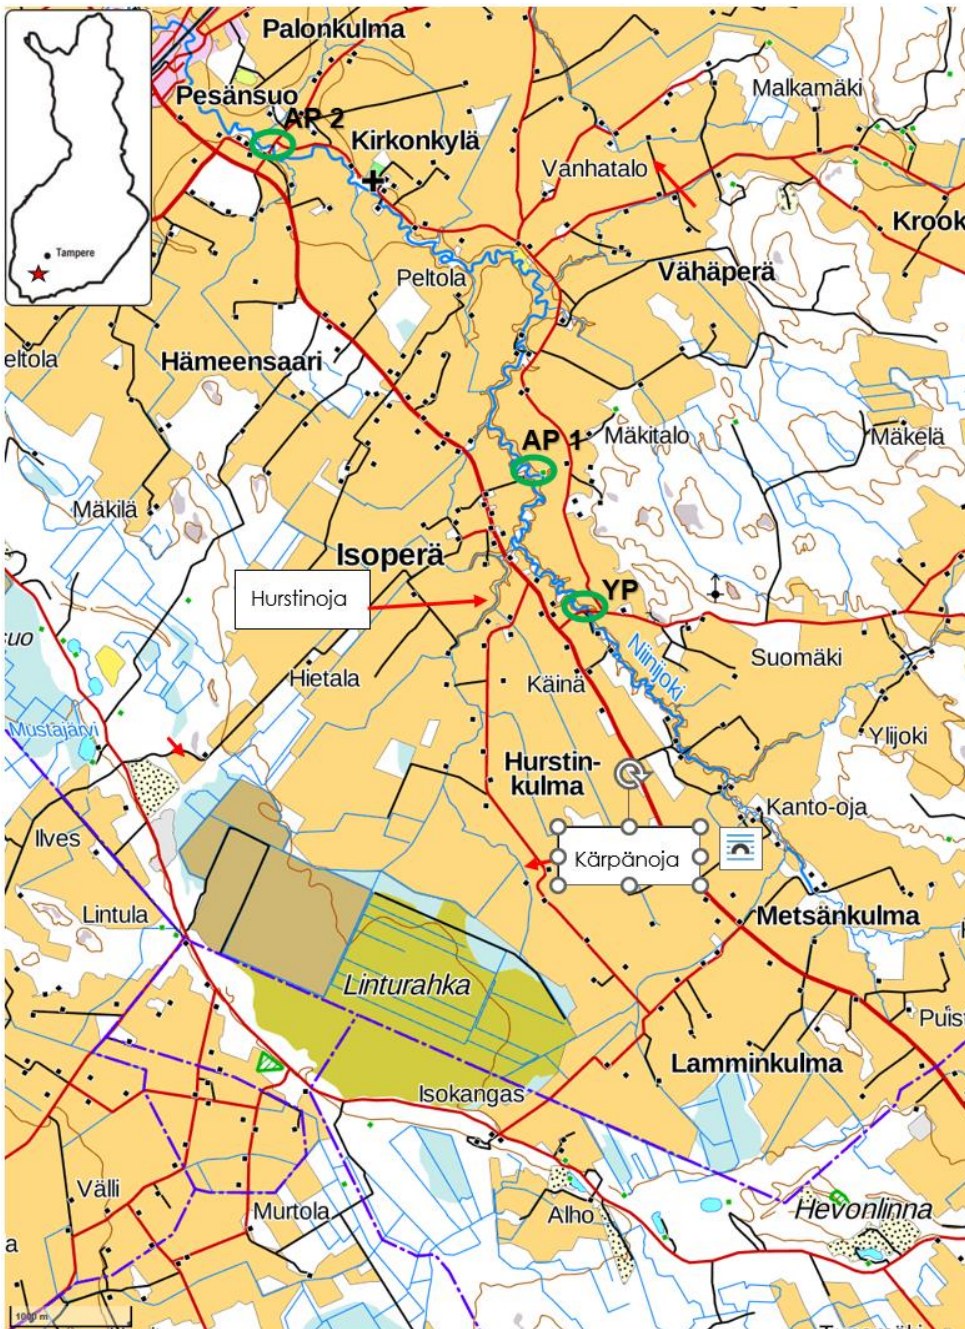 Palonkulma
Malkamäki
Pesänsuo
AP 2
Kirkonkylä
Vanhatalo
Krook
Tampere
Peltola
Vähäperä
eltola
Hämeensaari
AP 1
Mäkitalo
Mäkelä
Mäkilä
Isoperä
Hurstinoja
YP
suo
Niinjoki
Suomäki
Hietala
Käinä
Mustajärvi
Ylijoki
Hurstin-
kulma
Kanto-oja
Ilves
Kärpänoja
Lintula
Metsänkulma
Linturahka
Puist
Lamminkulma
Isokangas
Välli
Murtola
Alho
Hevonlinna
a
1000 m